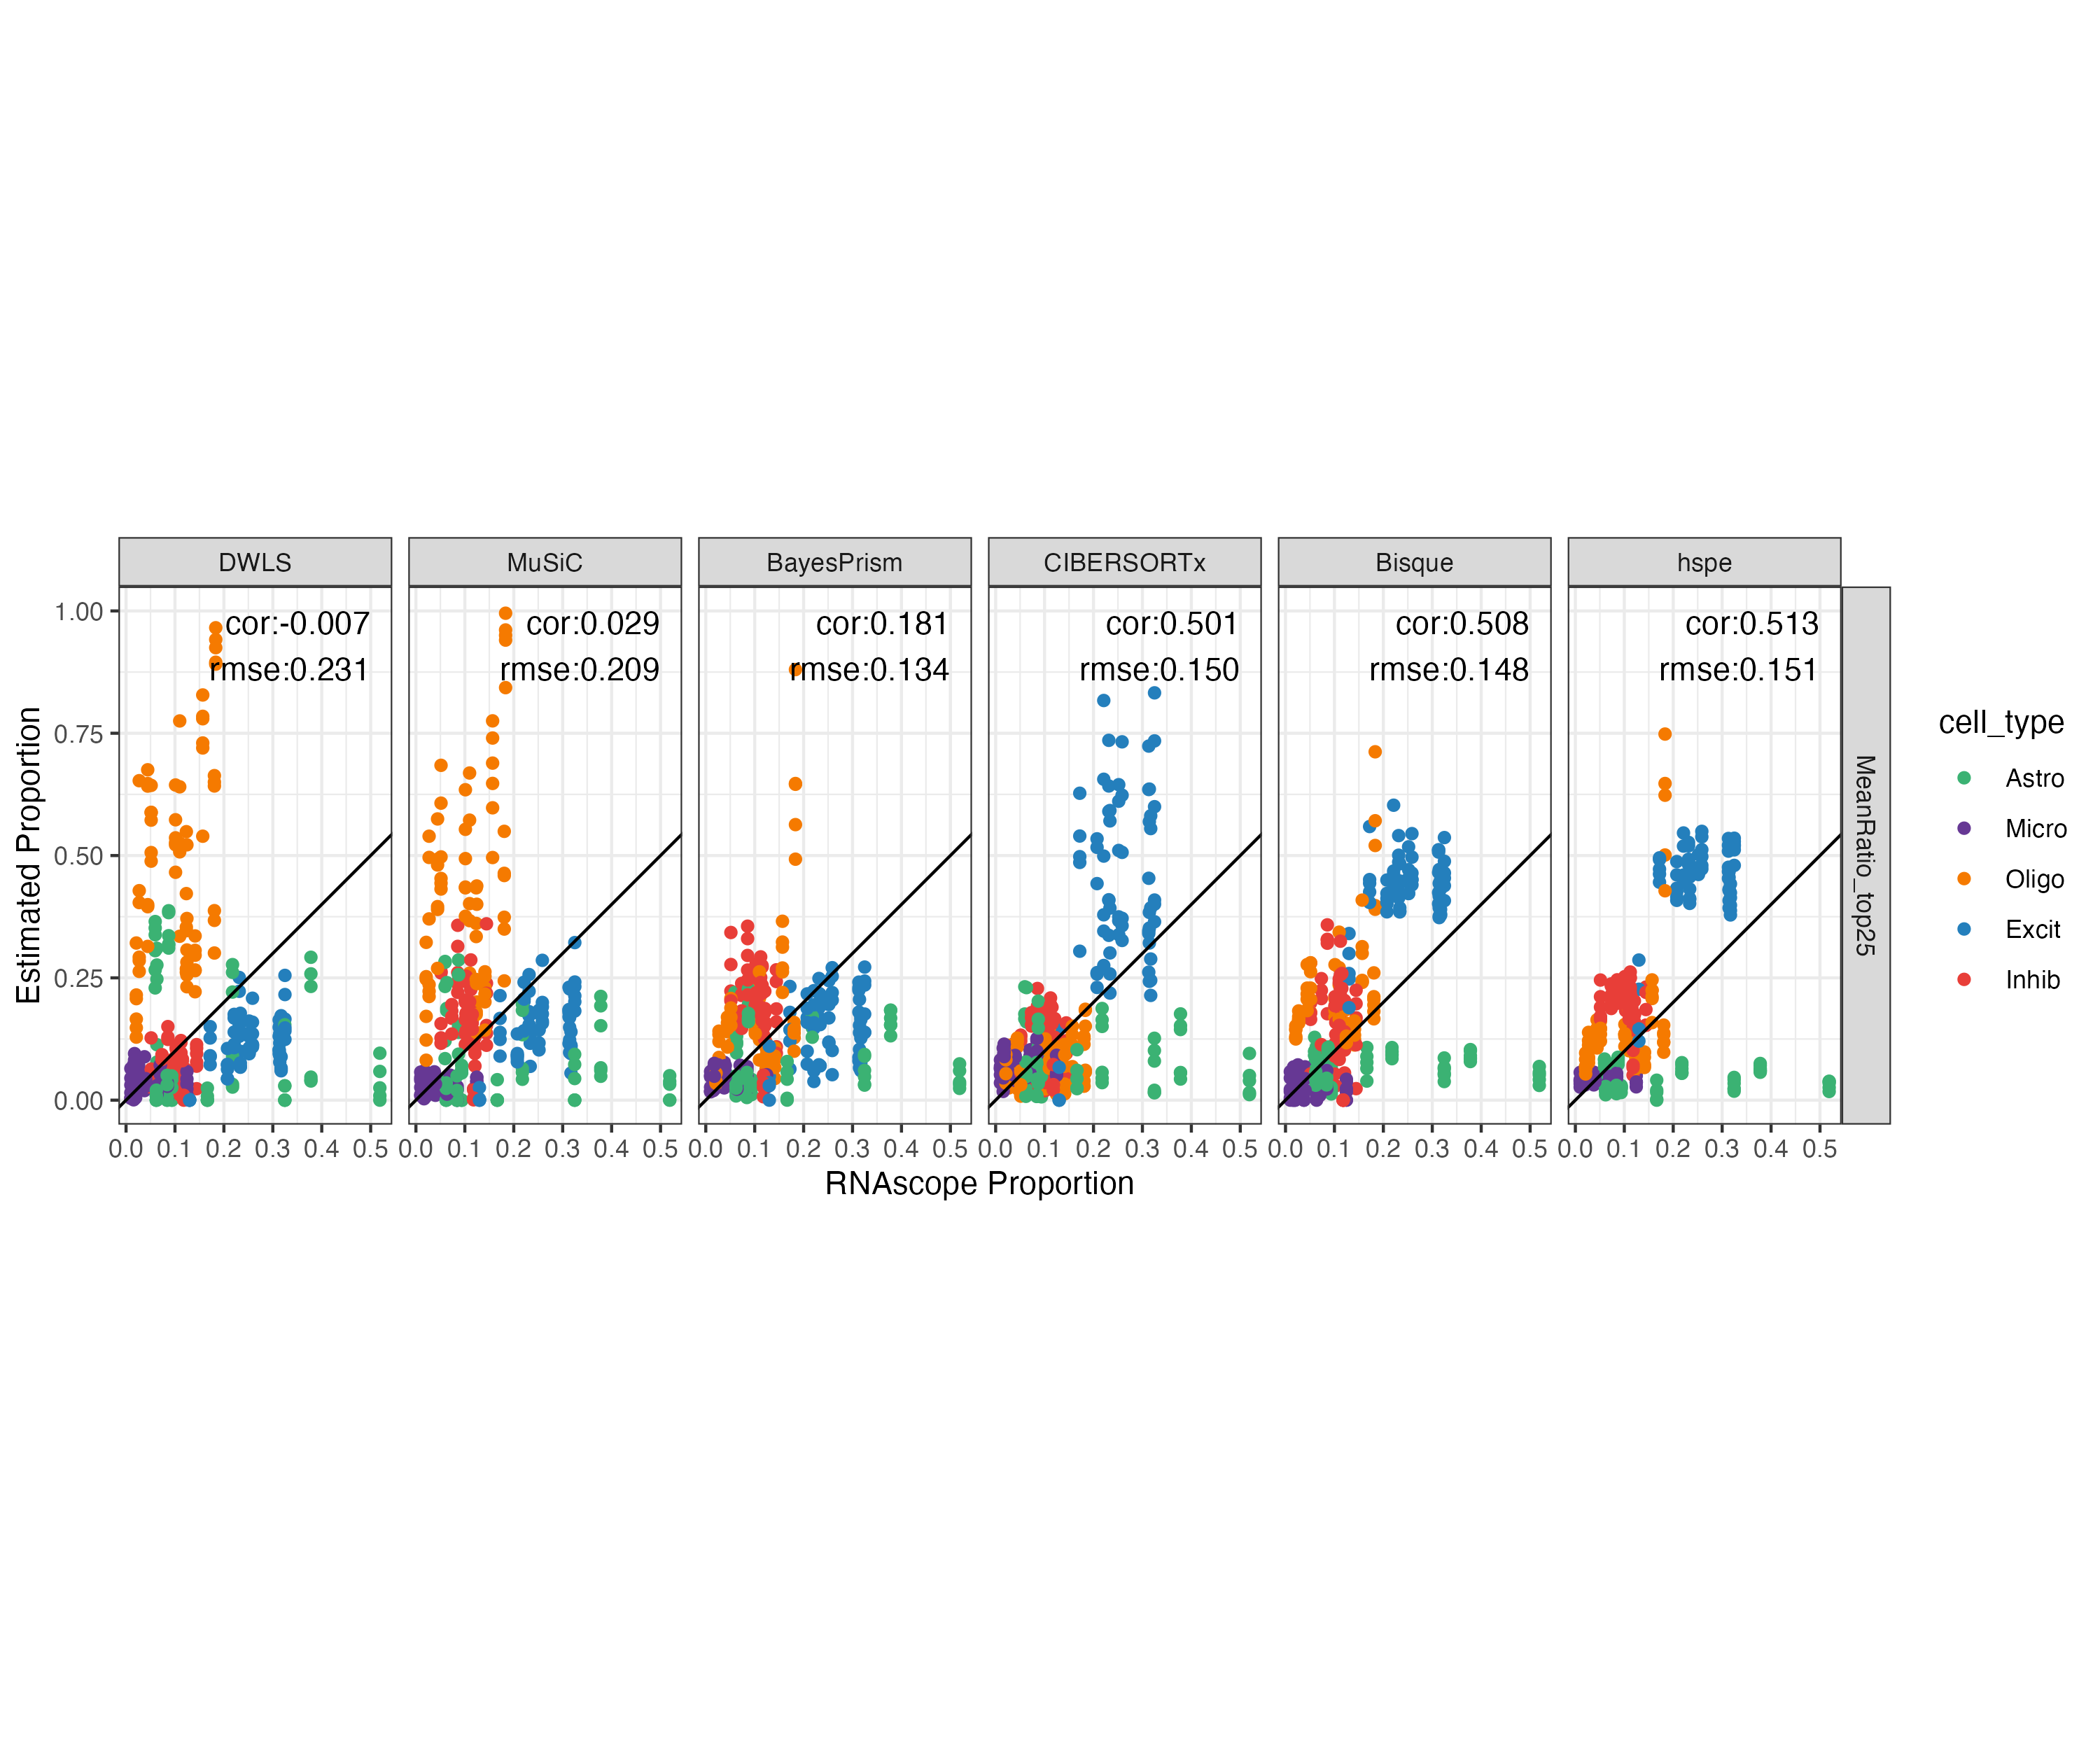 DWLS
MuSiC
BayesPrism
CIBERSORTx
Bisque
hspe
cor:-0.007
rmse:0.231
cor:0.029
rmse:0.209
cor:0.181
rmse:0.134
cor:0.501
rmse:0.150
cor:0.508
rmse:0.148
cor:0.513
rmse:0.151
MeanRatio_top25
Estimated Proportion
1.00
0.75
0.50
0.25
0.00
0.0 0.1 0.2 0.3 0.4 0.5
0.0 0.1 0.2 0.3 0.4 0.5
0.0 0.1 0.2 0.3 0.4 0.5
0.0 0.1 0.2 0.3 0.4 0.5
0.0 0.1 0.2 0.3 0.4 0.5
0.0 0.1 0.2 0.3 0.4 0.5
RNAscope Proportion
cell_type
Astro
Micro
Oligo
Excit
Inhib